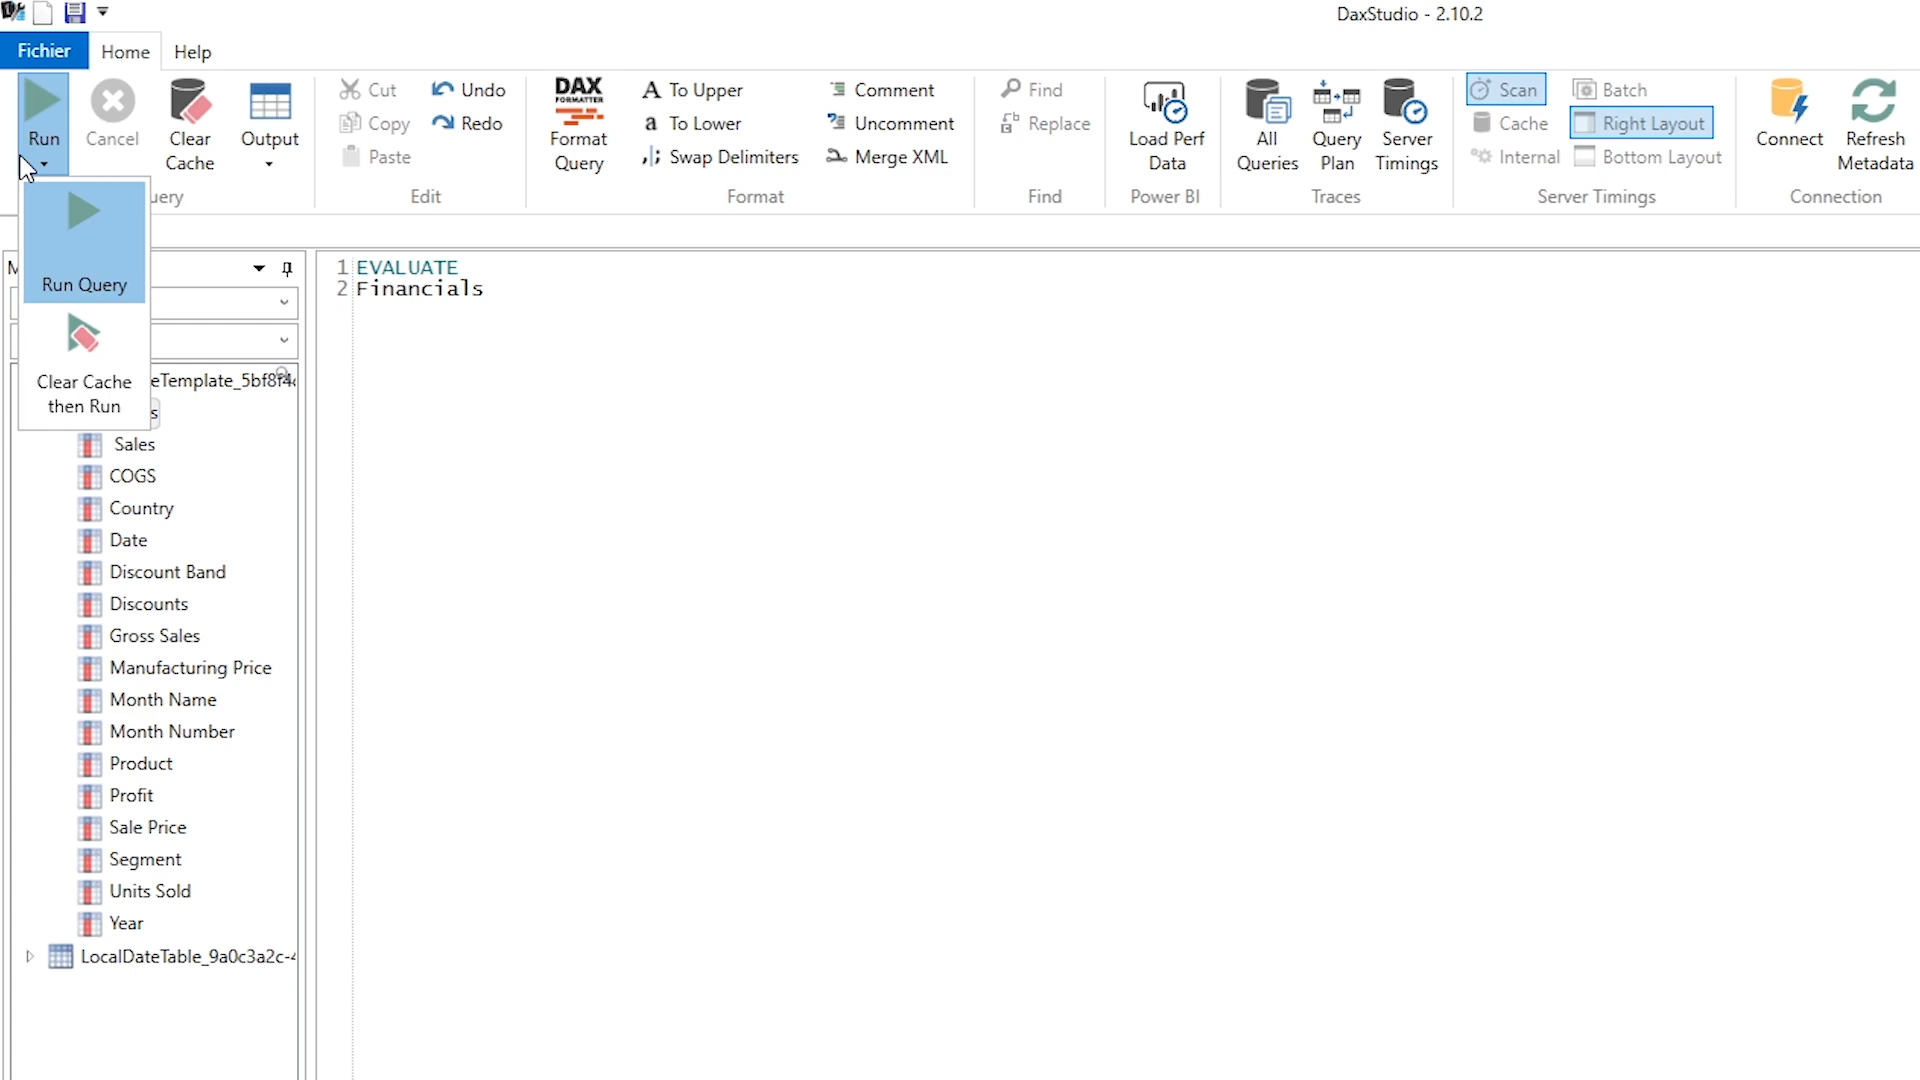 DaxStudio - 2.10.2
Fichier Home Help
Run Cancel Clear Cache Output
Cut Copy Paste Undo Redo
Edit
DAX FORMATTER Format Query
To Upper To Lower Swap Delimiters Comment Uncomment Merge XML
Format
Find Replace
Find
Load Perf Data
Power BI
All Queries Query Plan Server Timings
Traces
Scan Cache Internal Batch Right Layout Bottom Layout
Server Timings
Connect Refresh Metadata
Connection
Run Query
Clear Cache then Run
1 EVALUATE
2 Financials
eTemplate_5bf8f4
s
Sales
COGS
Country
Date
Discount Band
Discounts
Gross Sales
Manufacturing Price
Month Name
Month Number
Product
Profit
Sale Price
Segment
Units Sold
Year
LocalDateTable_9a0c3a2c-4